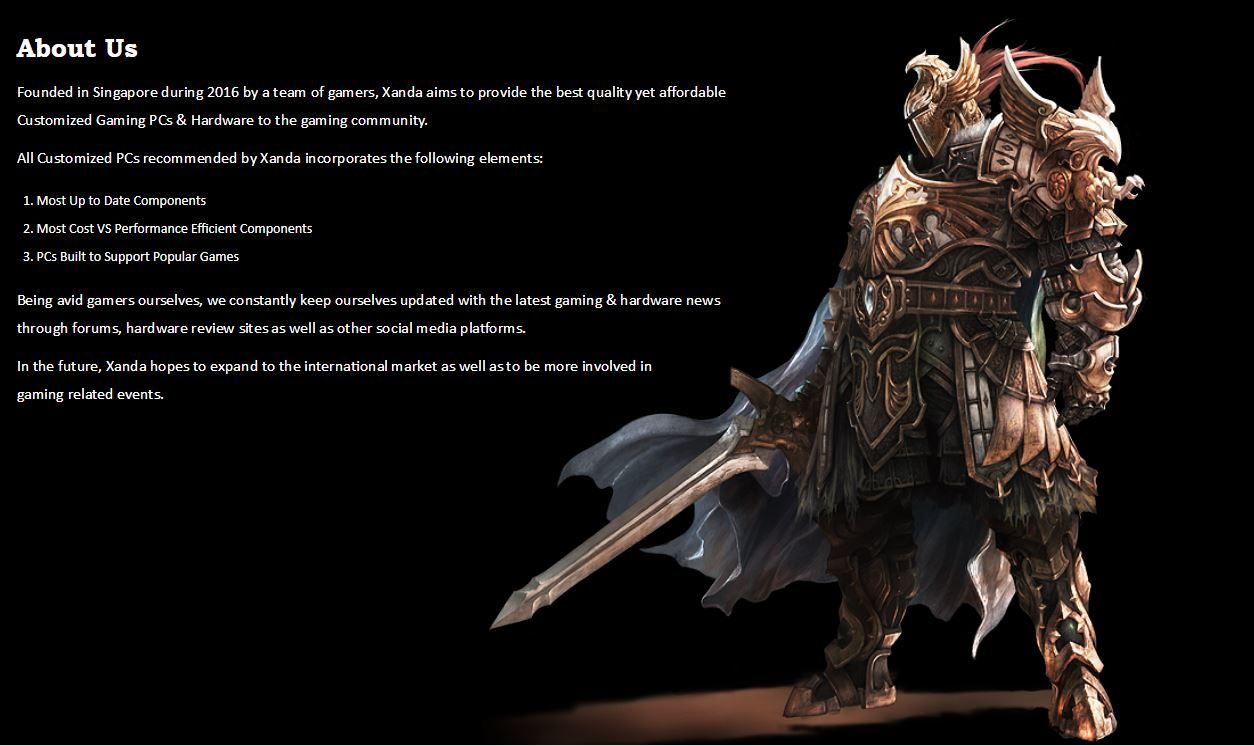 About Us
Founded in Singapore during 2016 by a team of gamers, Xanda aims to provide the best quality yet affordable
Customized Gaming PCs & Hardware to the gaming community.
All Customized PCs recommended by Xanda incorporates the following elements:
1. Most Up to Date Components
2. Most Cost VS Performance Efficient Components
3. PCs Built to Support Popular Games
Being avid gamers ourselves, we constantly keep ourselves updated with the latest gaming & hardware news
through forums, hardware review sites as well as other social media platforms.
In the future, Xanda hopes to expand to the international market as well as to be more involved in
gaming related events.